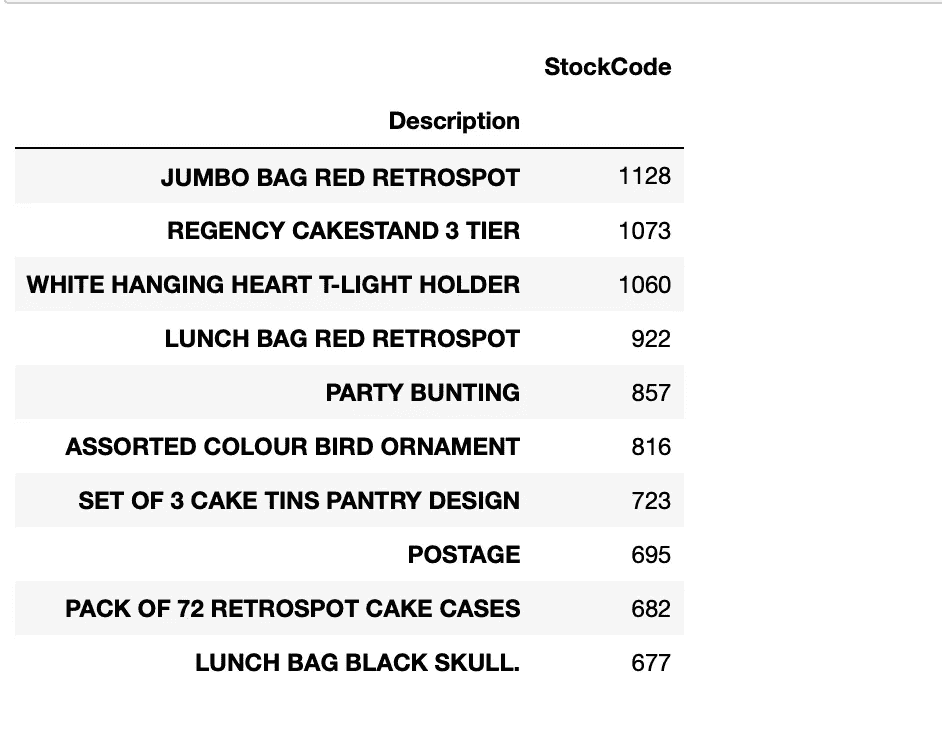 StockCode
Description
JUMBO BAG RED RETROSPOT 1128
REGENCY CAKESTAND 3 TIER 1073
WHITE HANGING HEART T-LIGHT HOLDER 1060
LUNCH BAG RED RETROSPOT 922
PARTY BUNTING 857
ASSORTED COLOUR BIRD ORNAMENT 816
SET OF 3 CAKE TINS PANTRY DESIGN 723
POSTAGE 695
PACK OF 72 RETROSPOT CAKE CASES 682
LUNCH BAG BLACK SKULL. 677